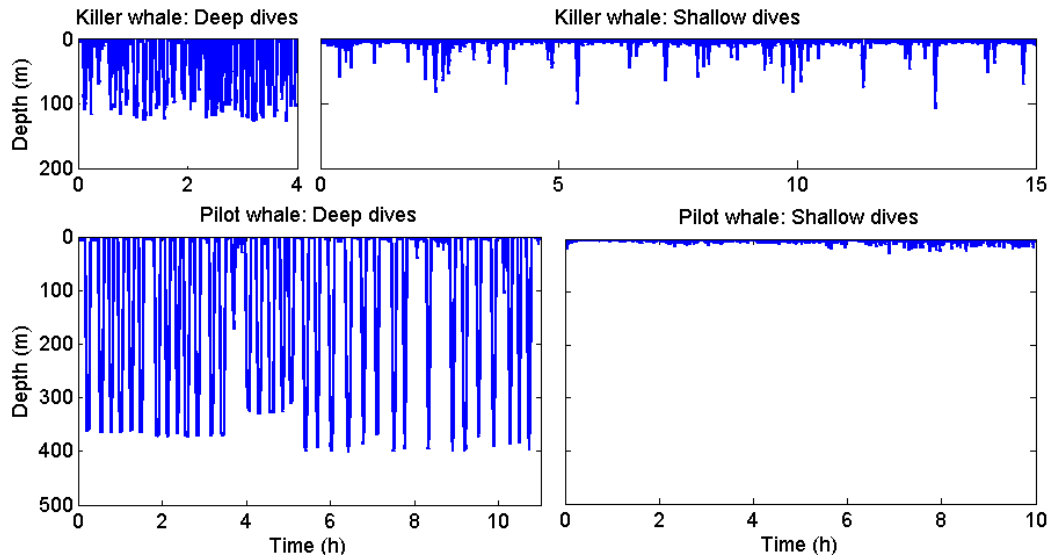 Killer whale: Deep dives
Killer whale: Shallow dives
Depth (m)
0
100
200
0 2 4
0 5 10 15
Pilot whale: Deep dives
Pilot whale: Shallow dives
Depth (m)
0
100
200
300
400
500
0 2 4 6 8 10
0 2 4 6 8 10
Time (h)
Time (h)